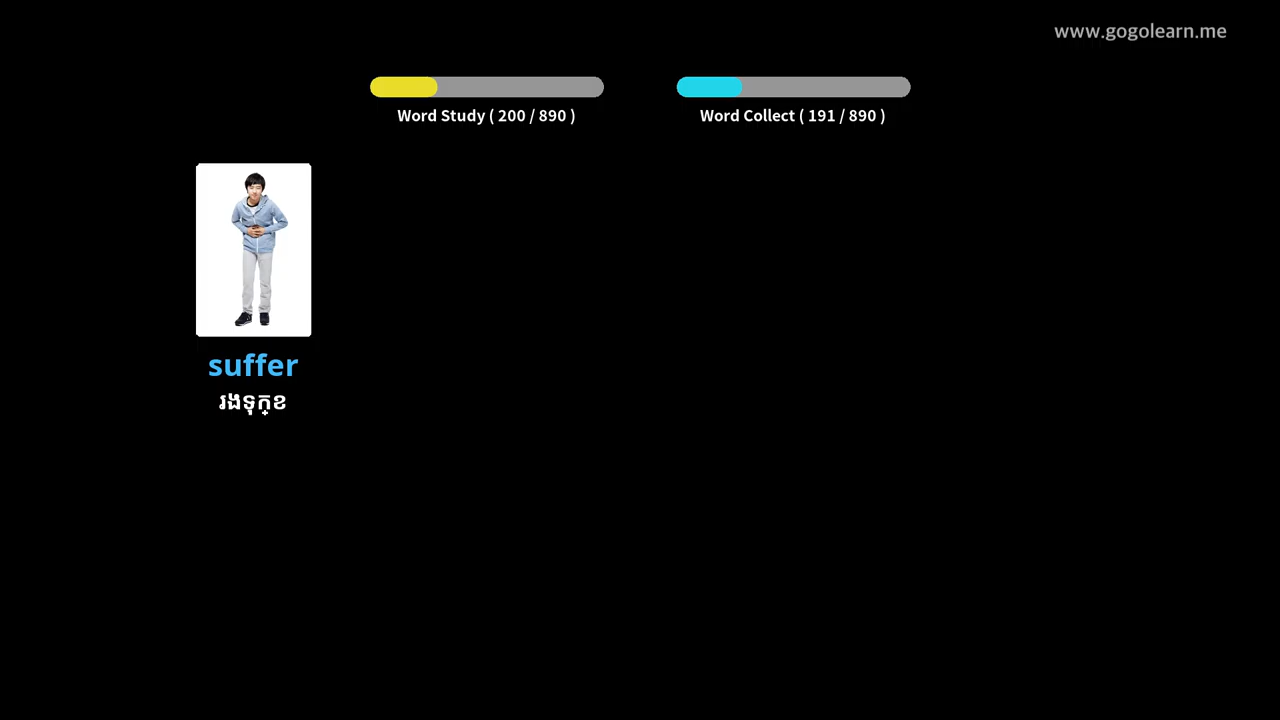 www.gogolearn.me
Word Study ( 200 / 890 )
Word Collect ( 191 / 890 )
suffer
រងទុក្ខ